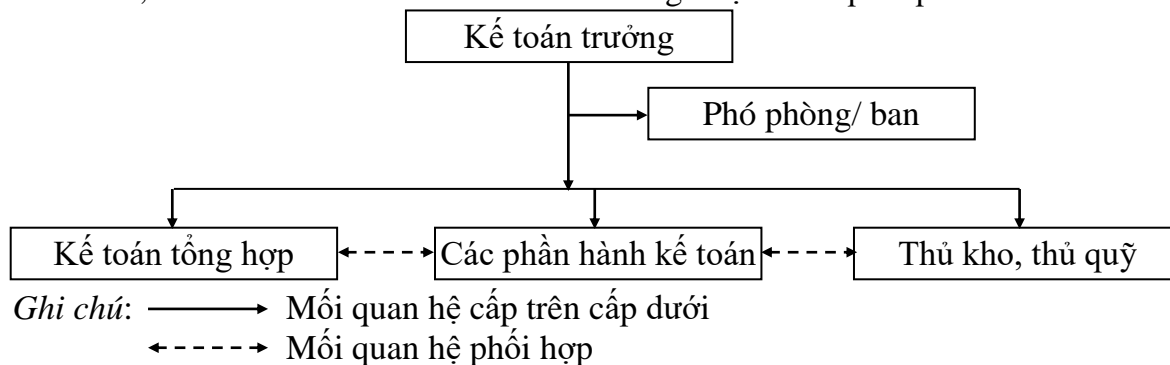 Kế toán trưởng
Phó phòng/ ban
Kế toán tổng hợp
Các phần hành kế toán
Thủ kho, thủ quỹ
Ghi chú: Mối quan hệ cấp trên cấp dưới
Mối quan hệ phối hợp